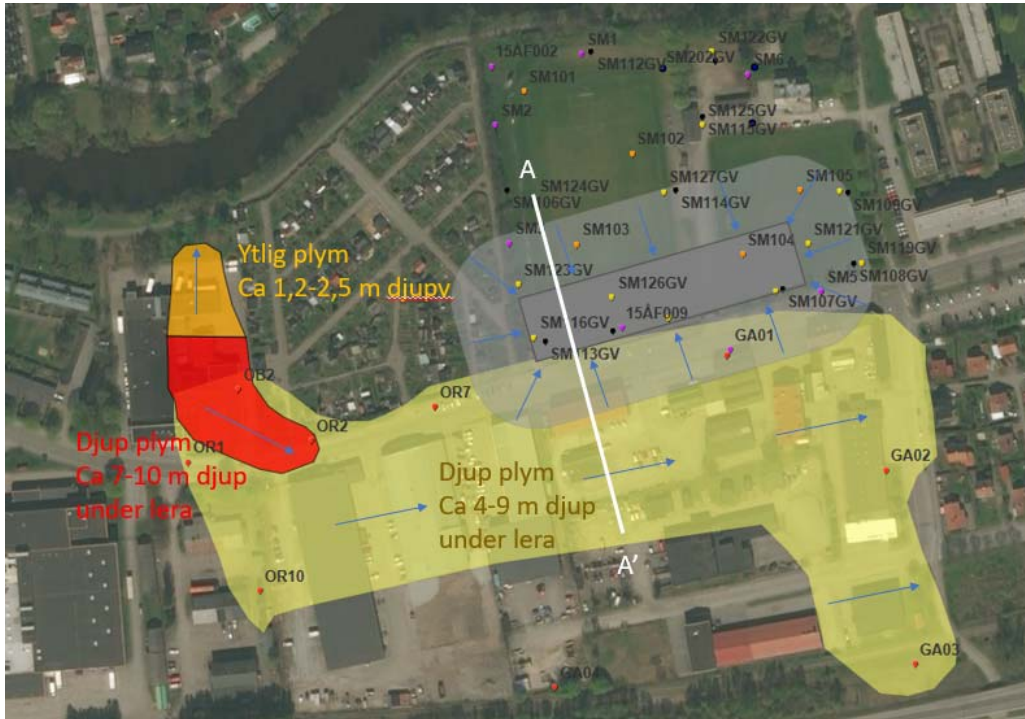 SM1
SM122GV
15ÅF002
SM112GV
SM202GV
SM6
SM101
SM2
SM125GV
SM115GV
SM102
A
SM124GV
SM127GV
SM105
SM106GV
SM114GV
SM109GV
SM103
SM121GV
Ytlig plym
Ca 1,2-2,5 m djupv
SM104
SM119GV
SM123GV
SM5
SM108GV
SM126GV
SM107GV
15ÅF009
SM116GV
SM113GV
GA01
OB2
OR7
OR2
OR1
Djup plym
Ca 7-10 m djup
under lera
Djup plym
Ca 4-9 m djup
under lera
GA02
A'
OR10
GA03
GA04